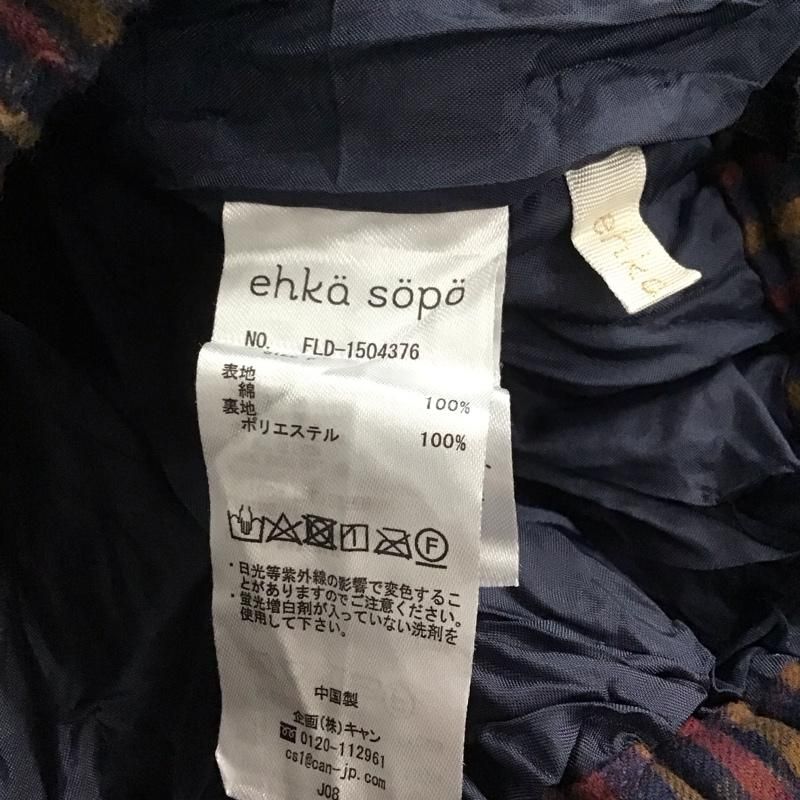 ehkä söpö
NO. FLD-1504376
表地
綿 100%
裏地
ポリエステル 100%
F
・日光等紫外線の影響で変色するこ
とがありますのでご注意ください。
・蛍光増白剤が入っていない洗剤を
使用して下さい。
中国製
企画(株)キャン
☎0120-112961
cs1@can-jp.com
J08